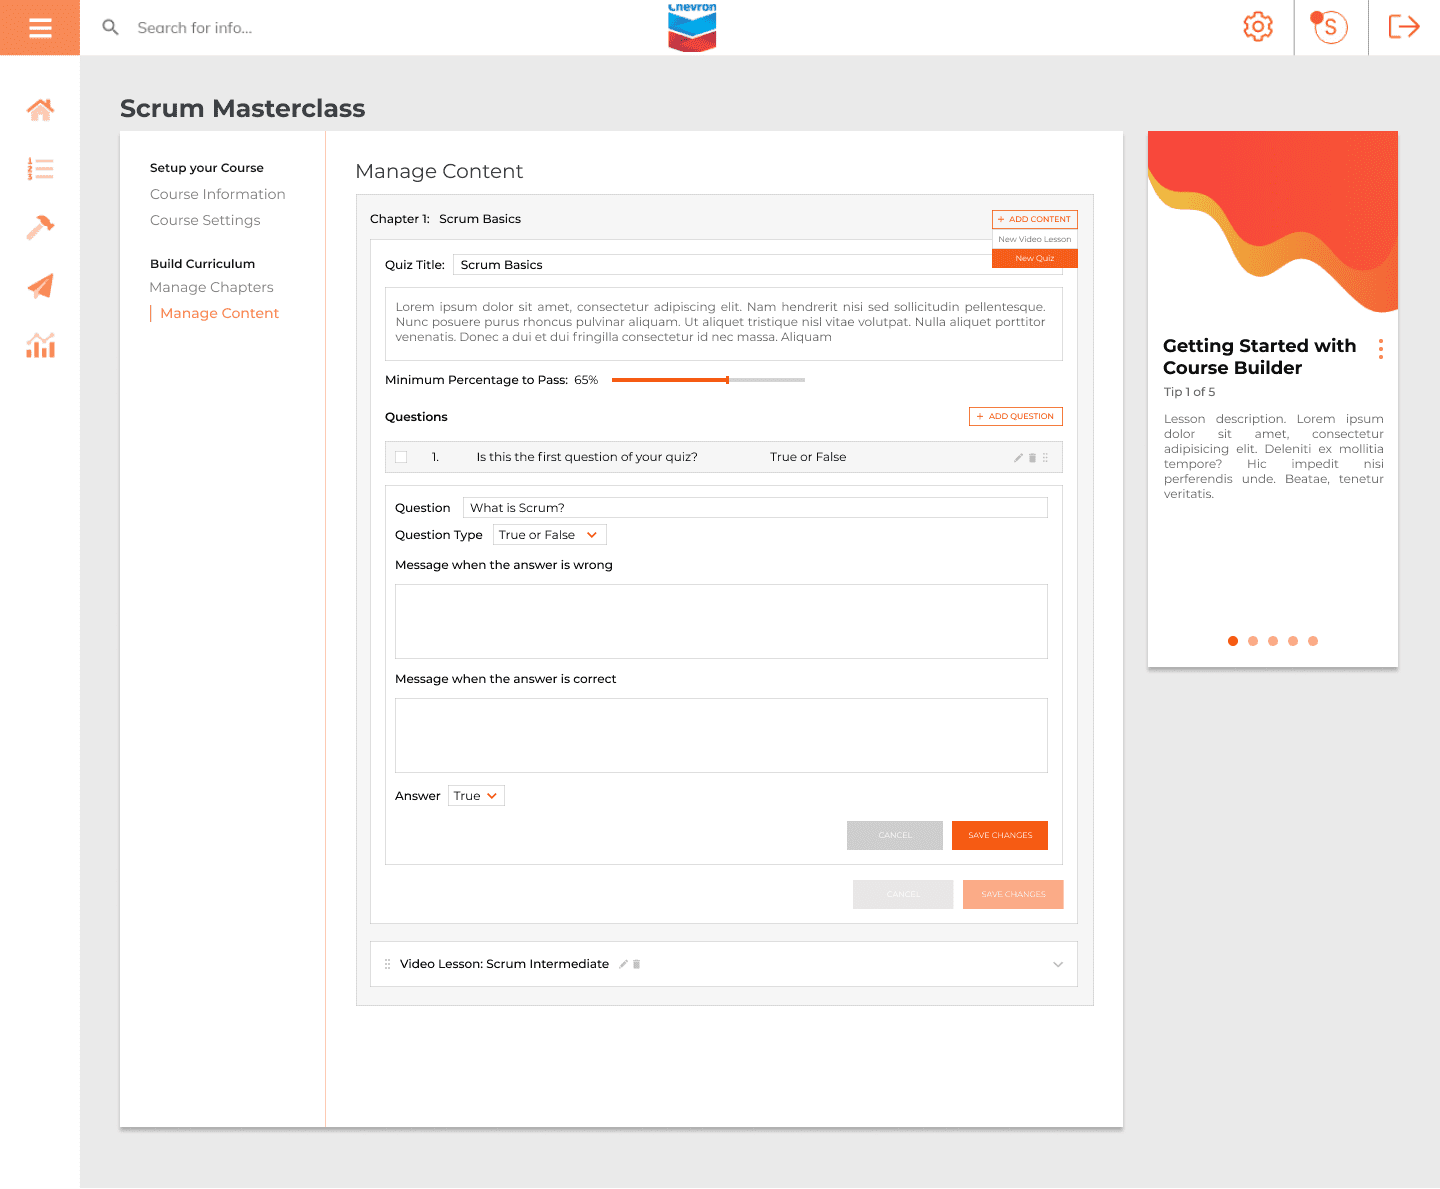 Search for info...
Chevron
S
Scrum Masterclass
Setup your Course
Course Information
Course Settings
Build Curriculum
Manage Chapters
Manage Content
Manage Content
Chapter 1: Scrum Basics
+ ADD CONTENT
New Video Lesson
New Quiz
Quiz Title: Scrum Basics
Lorem ipsum dolor sit amet, consectetur adipiscing elit. Nam hendrerit nisi sed sollicitudin pellentesque.
Nunc posuere purus rhoncus pulvinar aliquam. Ut aliquet tristique nisl vitae volutpat. Nulla aliquet porttitor
venenatis. Donec a dui et dui fringilla consectetur id nec massa. Aliquam
Minimum Percentage to Pass: 65%
Questions
+ ADD QUESTION
1. Is this the first question of your quiz? True or False
Question What is Scrum?
Question Type True or False
Message when the answer is wrong
Message when the answer is correct
Answer True
CANCEL SAVE CHANGES
CANCEL SAVE CHANGES
Video Lesson: Scrum Intermediate
Getting Started with
Course Builder
Tip 1 of 5
Lesson description. Lorem ipsum
dolor sit amet, consectetur
adipisicing elit. Deleniti ex mollitia
tempore? Hic impedit nisi
perferendis unde. Beatae, tenetur
veritatis.